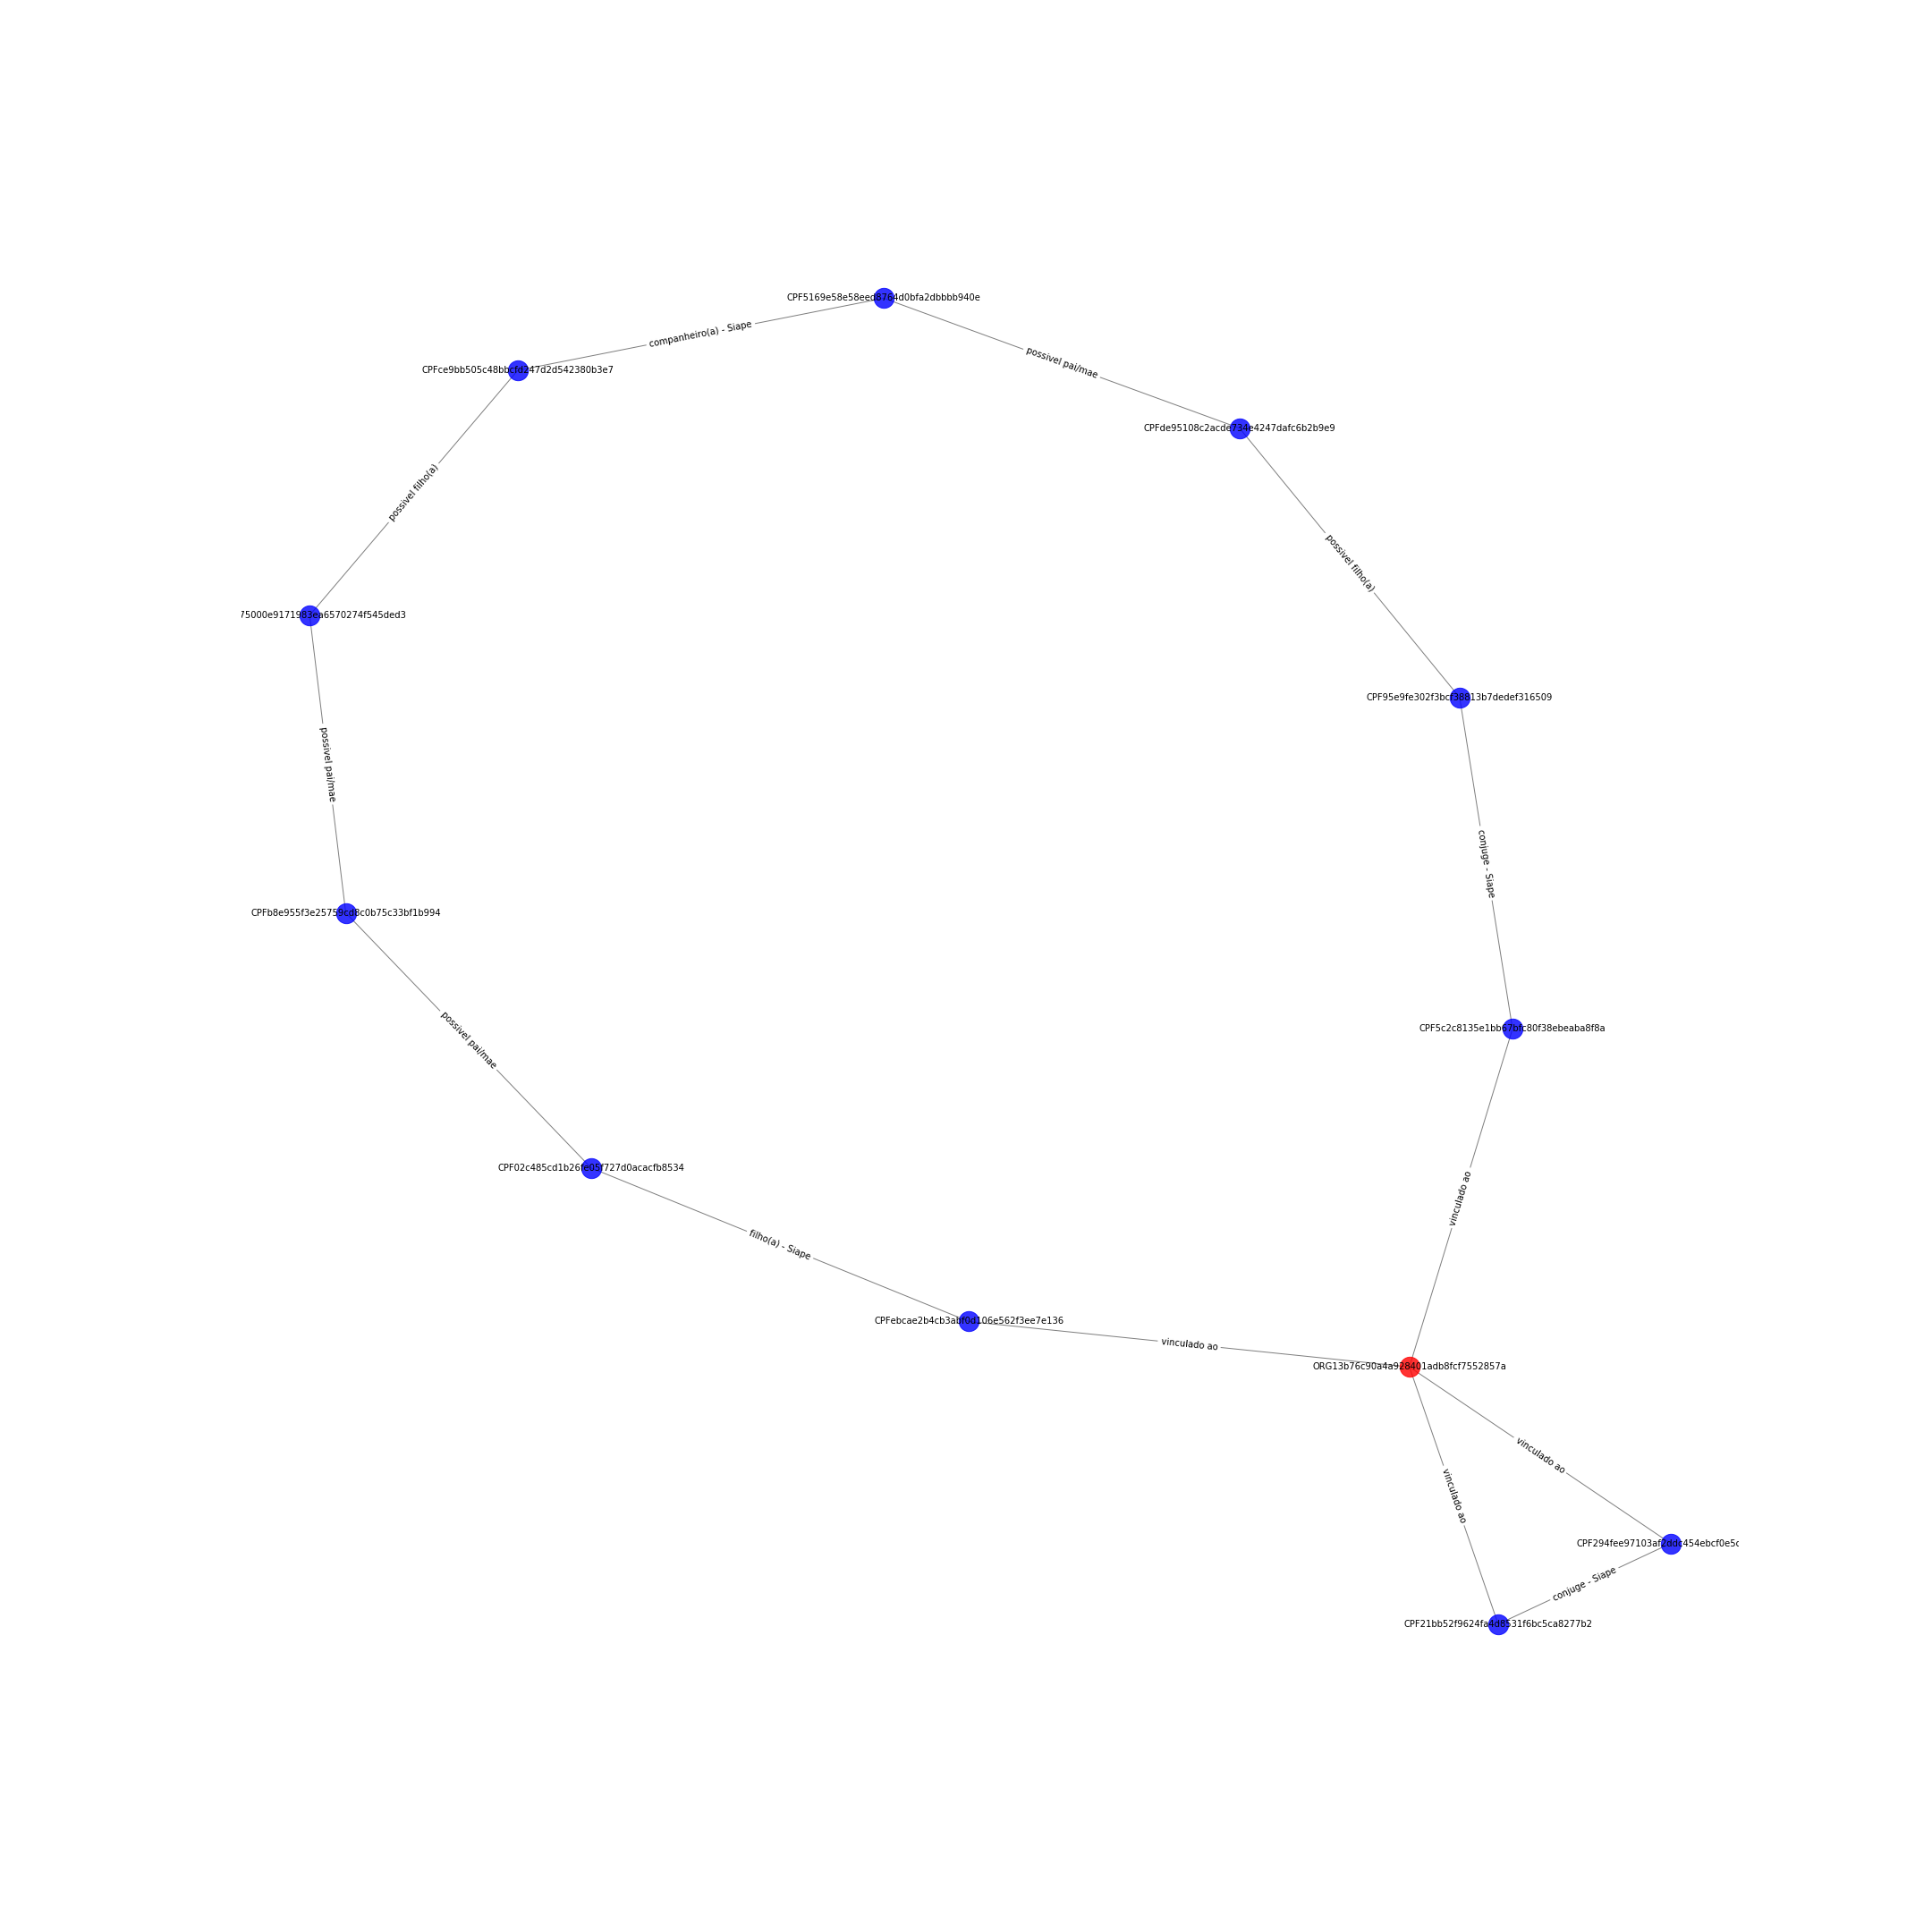 CPF5169e58e58eed8764d0bfa2dbbbb940e
companheiro(a) - Siape
possivel pai/mae
CPFce9bb505c48bbcfd247d2d542380b3e7
CPFde95108c2acde734e4247dafc6b2b9e9
possivel filho(a)
possivel filho(a)
75000e9171983ea6570274f545ded3
CPF95e9fe302f3bcf38813b7dedef316509
possivel pai/mae
conjuge - Siape
CPFb8e955f3e25759cd8c0b75c33bf1b994
CPF5c2c8135e1bb67bfc80f38ebeaba8f8a
possivel pai/mae
CPF02c485cd1b26fe05f727d0acacfb8534
vinculado ao
filho(a) - Siape
CPFebcae2b4cb3abf0d106e562f3ee7e136
vinculado ao
ORG13b76c90a4a928401adb8fcf7552857a
vinculado ao
vinculado ao
CPF294fee97103af2ddc454ebcf0e5c
conjuge - Siape
CPF21bb52f9624fa4d8531f6bc5ca8277b2